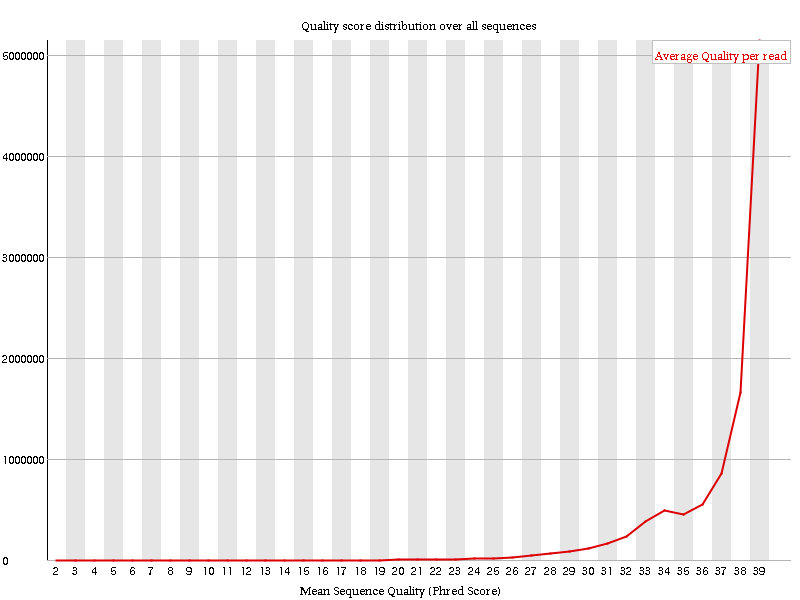 Quality score distribution over all sequences
Average Quality per read
5000000
4000000
3000000
2000000
1000000
0
2 3 4 5 6 7 8 9 10 11 12 13 14 15 16 17 18 19 20 21 22 23 24 25 26 27 28 29 30 31 32 33 34 35 36 37 38 39
Mean Sequence Quality (Phred Score)